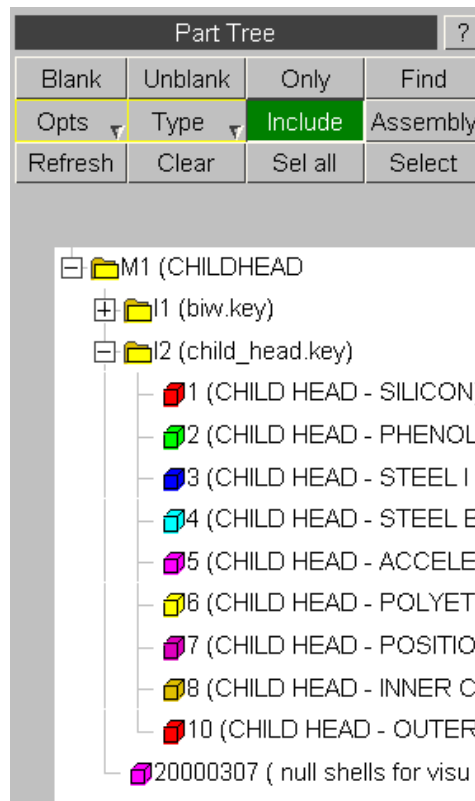 Part Tree ?
Blank Unblank Only Find
Opts Type Include Assembly
Refresh Clear Sel all Select
M1 (CHILDHEAD
I1 (biw.key)
I2 (child_head.key)
1 (CHILD HEAD - SILICON
2 (CHILD HEAD - PHENOL
3 (CHILD HEAD - STEEL I
4 (CHILD HEAD - STEEL E
5 (CHILD HEAD - ACCELE
6 (CHILD HEAD - POLYET
7 (CHILD HEAD - POSITIO
8 (CHILD HEAD - INNER C
10 (CHILD HEAD - OUTER
20000307 ( null shells for visu